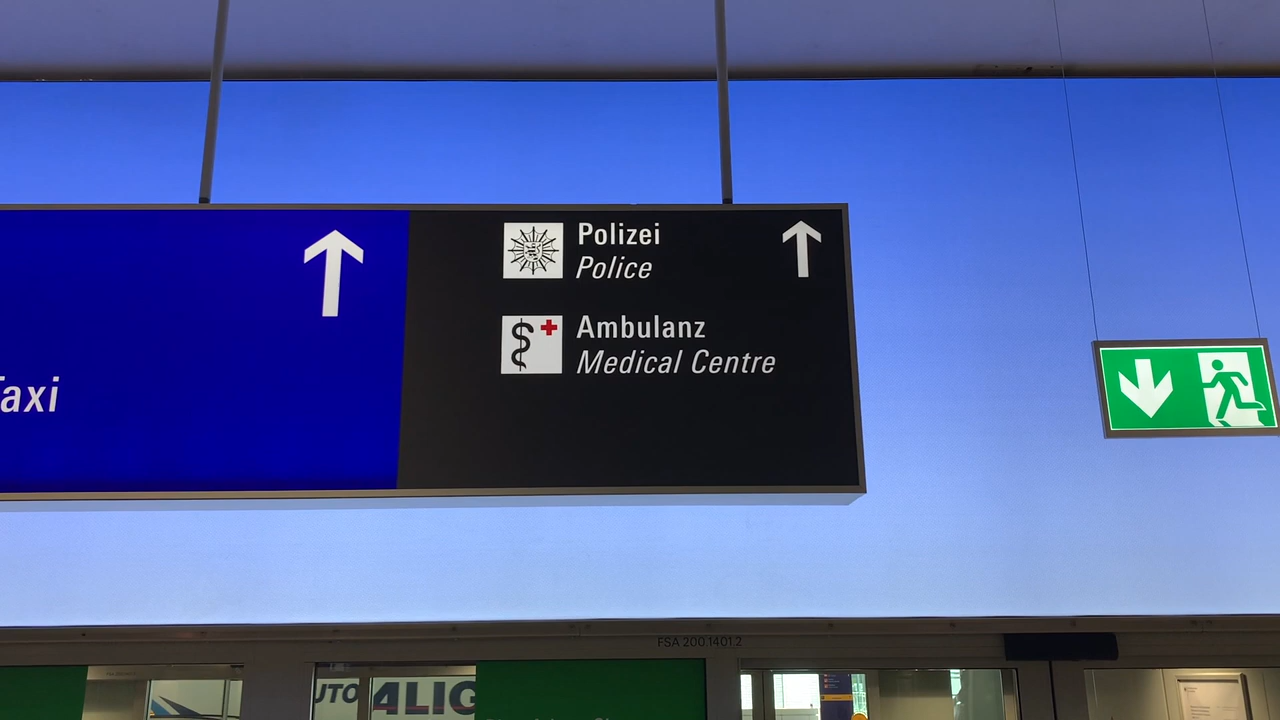 Taxi
Polizei
Police
Ambulanz
Medical Centre
FSA 200.1401.2